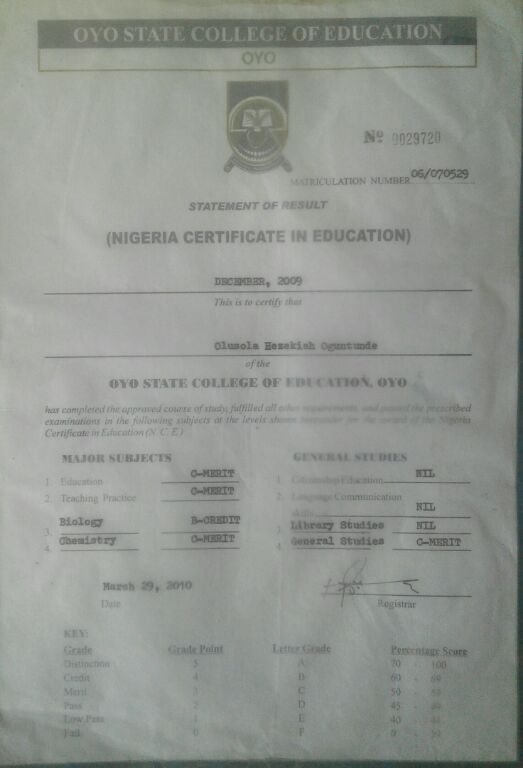 OYO STATE COLLEGE OF EDUCATION
OYO
Nº 0029720
MATRICULATION NUMBER 06/070529
STATEMENT OF RESULT
(NIGERIA CERTIFICATE IN EDUCATION)
DECEMBER, 2009
This is to certify that
Olusola Hezekiah Oguntunde
of the
OYO STATE COLLEGE OF EDUCATION, OYO
has completed the approved course of study, fulfilled all other requirements, and passed the prescribed
examinations in the following subjects at the levels shown hereunder for the award of the Nigeria
Certificate in Education (N. C. E.)
MAJOR SUBJECTS GENERAL STUDIES
1. Education C-MERIT 1. Citizenship Education NIL
2. Teaching Practice C-MERIT 2. Language Communication
skills NIL
3. Biology B-CREDIT 3. Library Studies NIL
4. Chemistry C-MERIT 4. General Studies C-MERIT
March 29, 2010
Date Registrar
KEY:
Grade Grade Point Letter Grade Percentage Score
Distinction 5 A 70 - 100
Credit 4 B 60 - 69
Merit 3 C 50 - 59
Pass 2 D 45 -
Low Pass 1 E 40 -
Fail 0 F 0 -